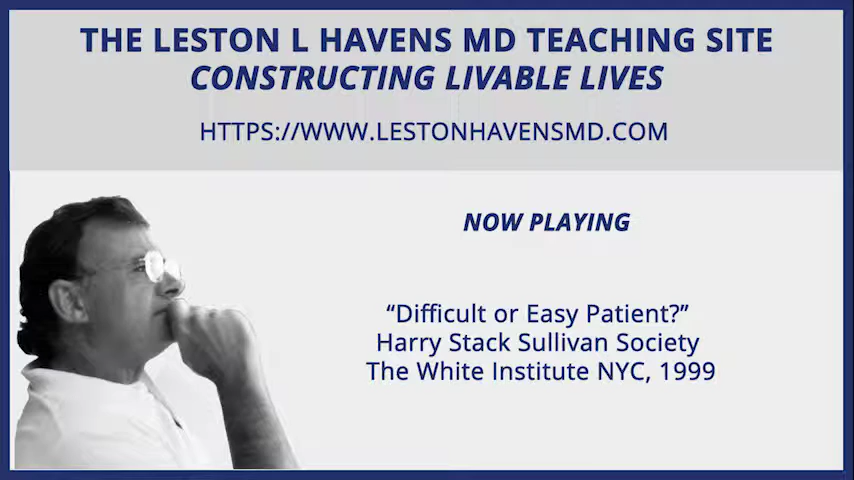 THE LESTON L HAVENS MD TEACHING SITE
CONSTRUCTING LIVABLE LIVES
HTTPS://WWW.LESTONHAVENSMD.COM
NOW PLAYING
“Difficult or Easy Patient?”
Harry Stack Sullivan Society
The White Institute NYC, 1999